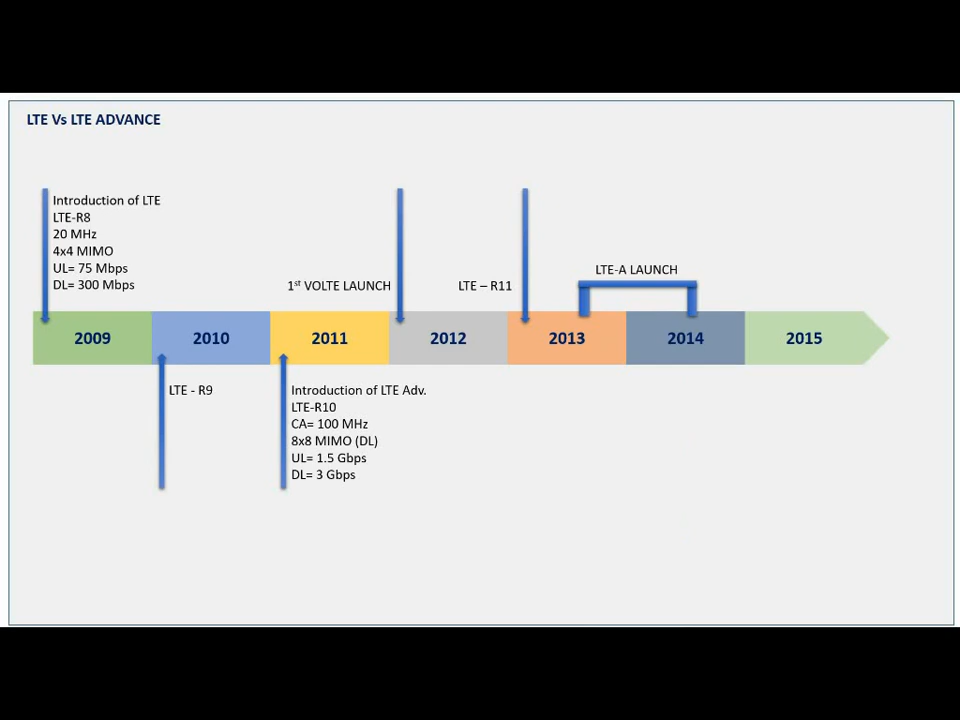 LTE Vs LTE ADVANCE
Introduction of LTE
LTE-R8
20 MHz
4x4 MIMO
UL= 75 Mbps
DL= 300 Mbps
1st VOLTE LAUNCH
LTE – R11
LTE-A LAUNCH
2009 2010 2011 2012 2013 2014 2015
LTE - R9
Introduction of LTE Adv.
LTE-R10
CA= 100 MHz
8x8 MIMO (DL)
UL= 1.5 Gbps
DL= 3 Gbps